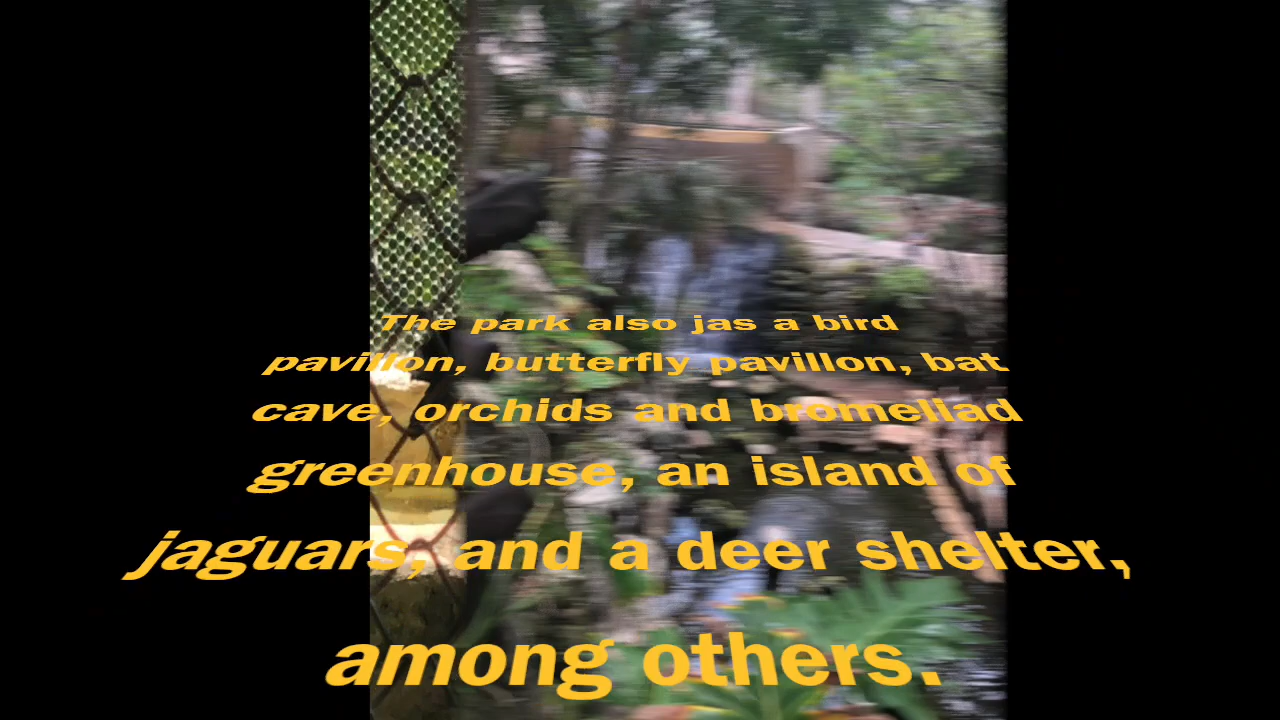 The park also jas a bird
pavillon, butterfly pavillon, bat
cave, orchids and bromeliad
greenhouse, an island of
jaguars, and a deer shelter,
among others.